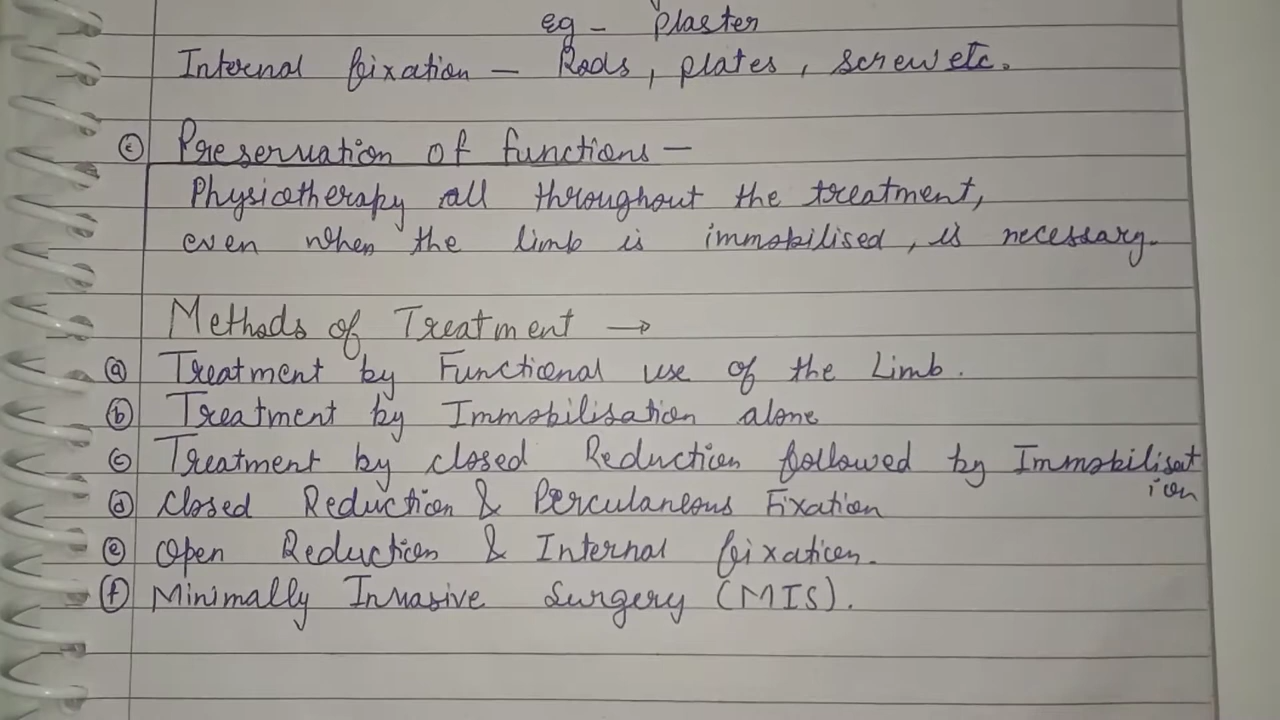 eg - plaster
Internal fixation - Rods, plates, screw etc.
c Preservation of functions -
Physiotherapy all throughout the treatment,
even when the limb is immobilised, is necessary.
Methods of Treatment →
a Treatment by Functional use of the Limb.
b Treatment by Immobilisation alone
c Treatment by closed Reduction followed by Immobilisat
ion
d Closed Reduction & Perculaneous Fixation
e Open Reduction & Internal fixation.
f Minimally Invasive Surgery (MIS).